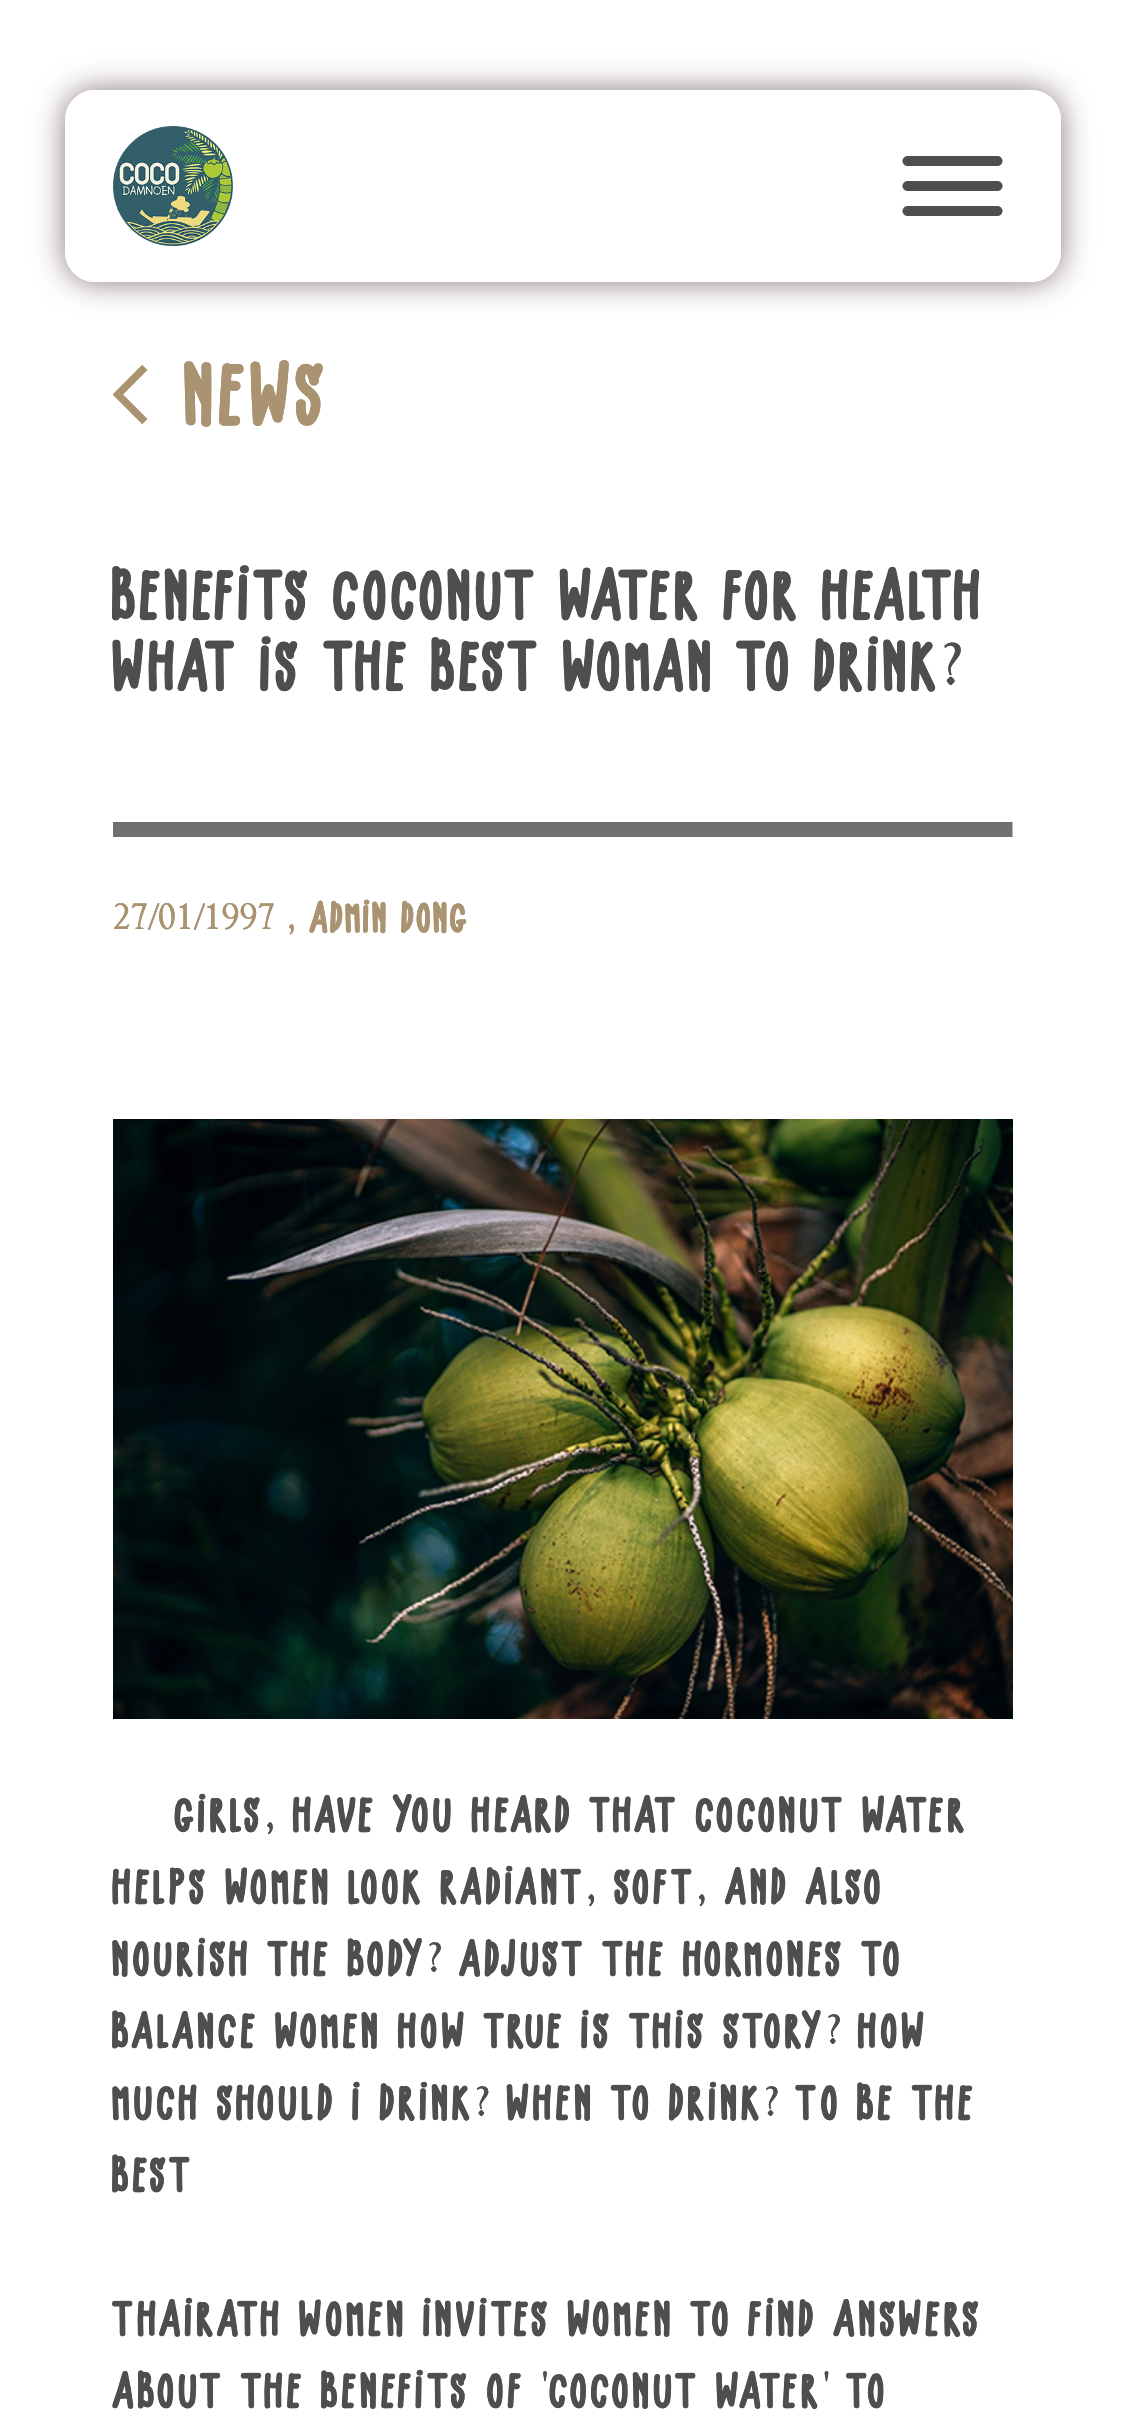 COCO
DAMNOEN
NEWS
BENEFITS COCONUT WATER FOR HEALTH
WHAT IS THE BEST WOMAN TO DRINK?
27/01/1997 , ADMIN DONG
GIRLS, HAVE YOU HEARD THAT COCONUT WATER
HELPS WOMEN LOOK RADIANT, SOFT, AND ALSO
NOURISH THE BODY? ADJUST THE HORMONES TO
BALANCE WOMEN HOW TRUE IS THIS STORY? HOW
MUCH SHOULD I DRINK? WHEN TO DRINK? TO BE THE
BEST
THAIRATH WOMEN INVITES WOMEN TO FIND ANSWERS
ABOUT THE BENEFITS OF 'COCONUT WATER' TO